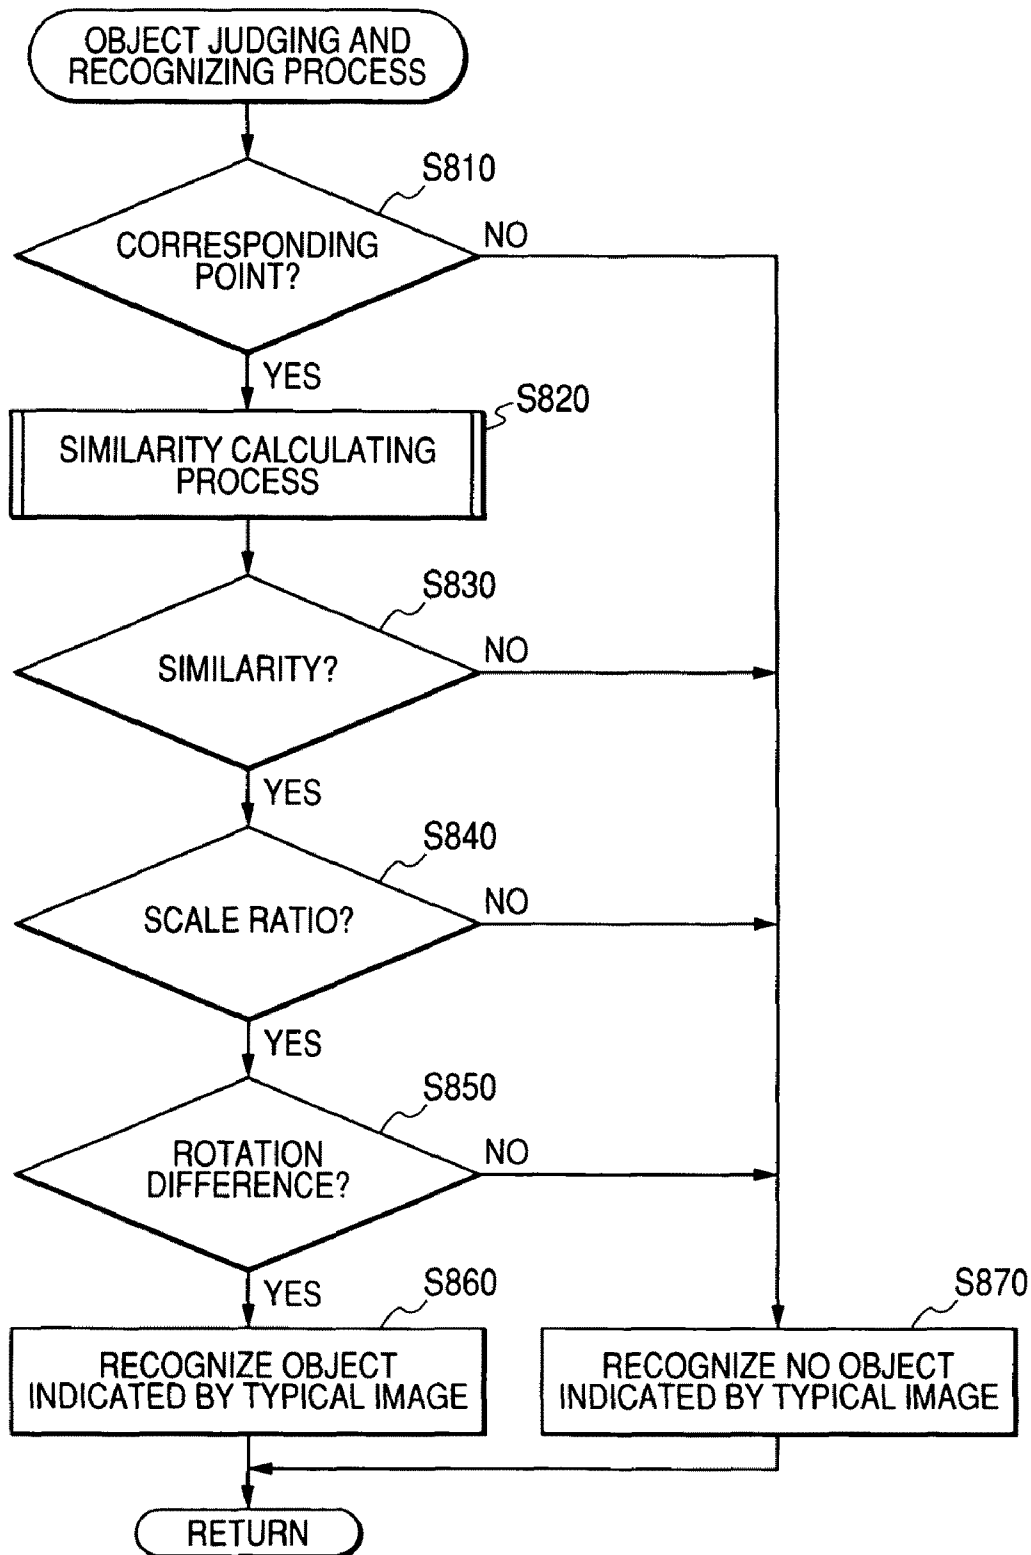 OBJECT JUDGING AND
RECOGNIZING PROCESS
S810
CORRESPONDING
POINT?
NO
YES
S820
SIMILARITY CALCULATING
PROCESS
S830
SIMILARITY?
NO
YES
S840
SCALE RATIO?
NO
YES
S850
ROTATION
DIFFERENCE?
NO
YES
S860
RECOGNIZE OBJECT
INDICATED BY TYPICAL IMAGE
S870
RECOGNIZE NO OBJECT
INDICATED BY TYPICAL IMAGE
RETURN